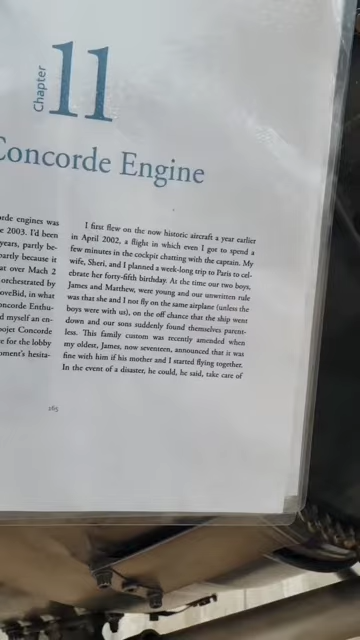 Chapter 11
Concorde Engine
rde engines was
e 2003. I'd been
years, partly be-
partly because it
at over Mach 2
orchestrated by
oveBid, in what
oncorde Enthu-
d myself an en-
ojet Concorde
e for the lobby
oment's hesita-
I first flew on the now historic aircraft a year earlier
in April 2002, a flight in which even I got to spend a
few minutes in the cockpit chatting with the captain. My
wife, Sheri, and I planned a week-long trip to Paris to cel-
ebrate her forty-fifth birthday. At the time our two boys,
James and Matthew, were young and our unwritten rule
was that she and I not fly on the same airplane (unless the
boys were with us), on the off chance that the ship went
down and our sons suddenly found themselves parent-
less. This family custom was recently amended when
my oldest, James, now seventeen, announced that it was
fine with him if his mother and I started flying together.
In the event of a disaster, he could, he said, take care of
165